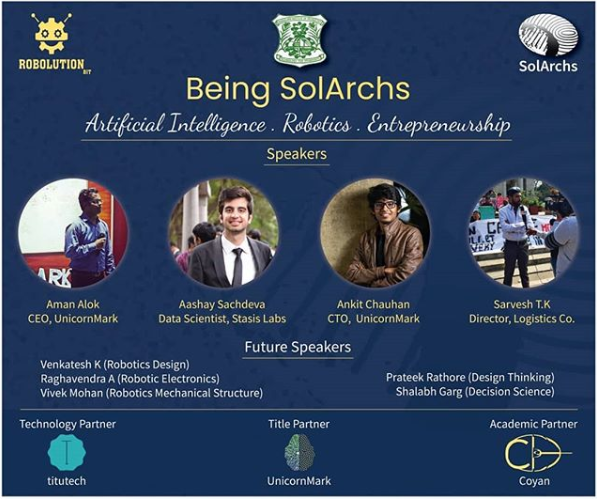 ROBOLUTION BIT
SolArchs
Being SolArchs
Artificial Intelligence . Robotics . Entrepreneurship
Speakers
ARK
Aman Alok
CEO, UnicornMark
Aashay Sachdeva
Data Scientist, Stasis Labs
Ankit Chauhan
CTO, UnicornMark
Sarvesh T.K
Director, Logistics Co.
Future Speakers
Venkatesh K (Robotics Design)
Raghavendra A (Robotic Electronics)
Vivek Mohan (Robotics Mechanical Structure)
Prateek Rathore (Design Thinking)
Shalabh Garg (Decision Science)
Technology Partner
titutech
Title Partner
UnicornMark
Academic Partner
Coyan